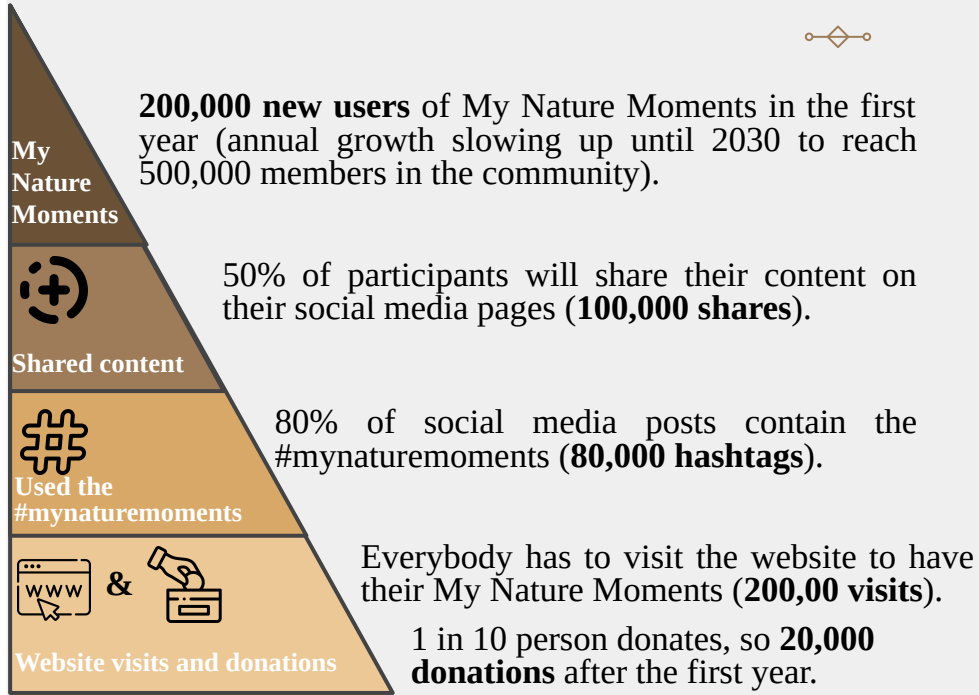 My
Nature
Moments
200,000 new users of My Nature Moments in the first
year (annual growth slowing up until 2030 to reach
500,000 members in the community).
Shared content
50% of participants will share their content on
their social media pages (100,000 shares).
Used the
#mynaturemoments
80% of social media posts contain the
#mynaturemoments (80,000 hashtags).
WWW
&
Website visits and donations
Everybody has to visit the website to have
their My Nature Moments (200,00 visits).
1 in 10 person donates, so 20,000
donations after the first year.